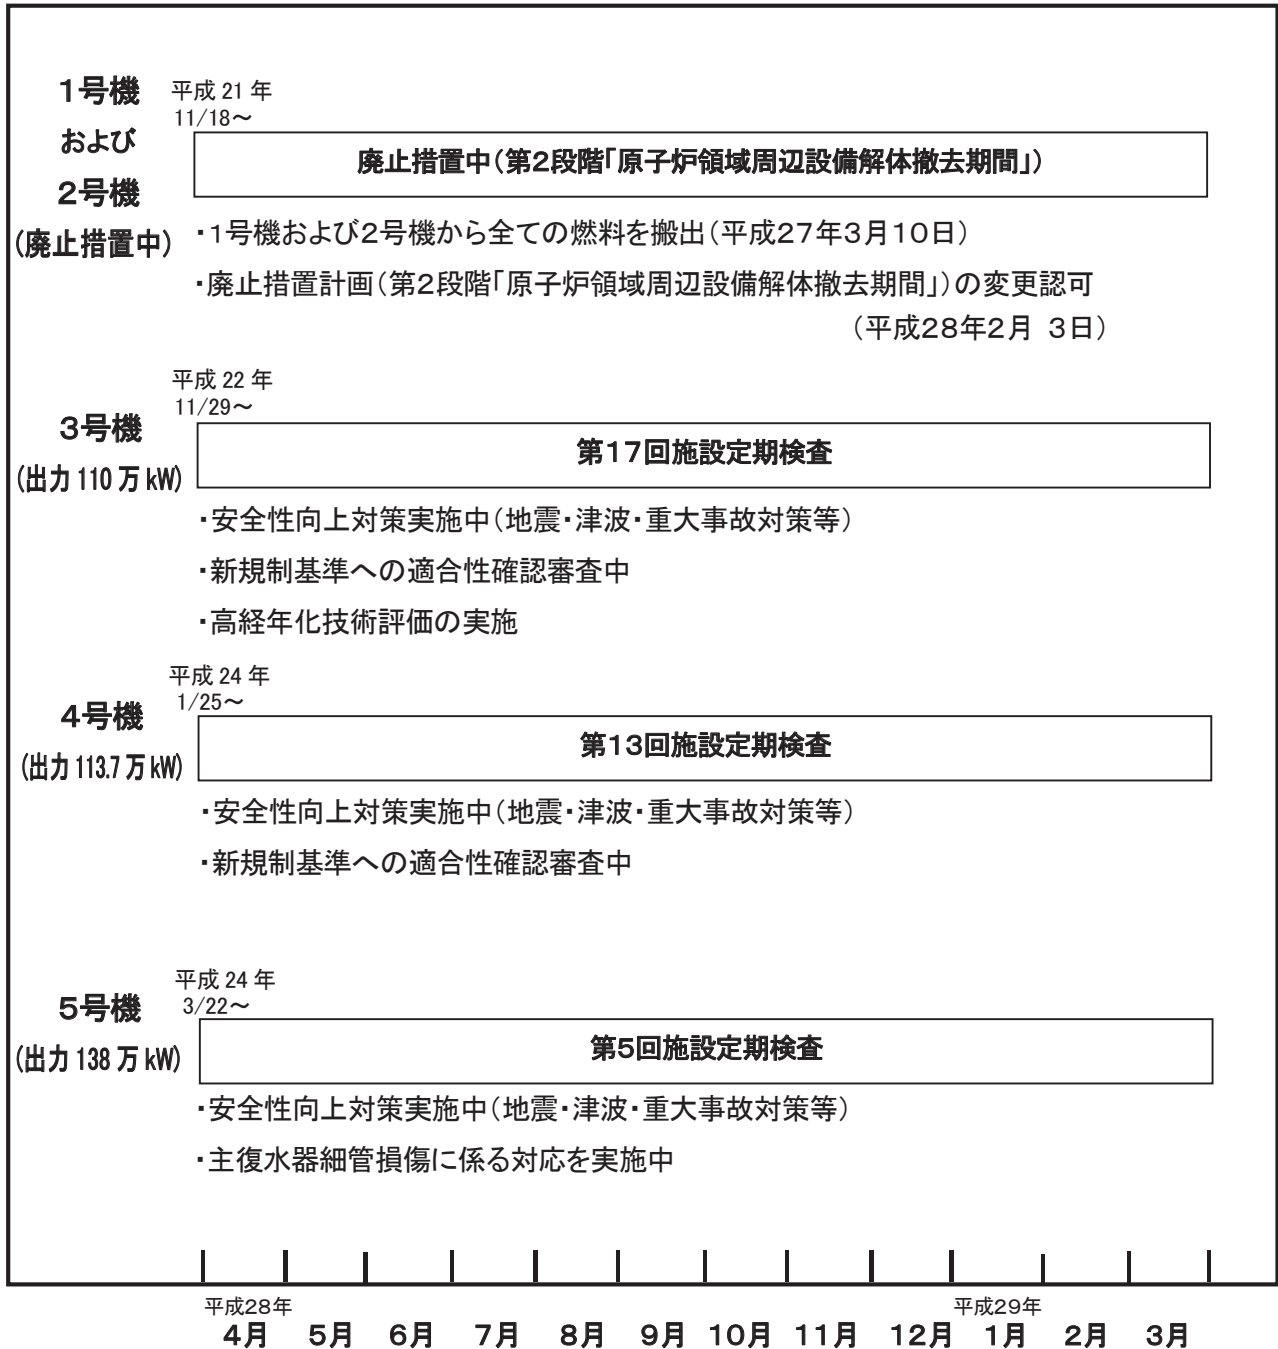 1号機
および
2号機
(廃止措置中)
平成 21 年
11/18～
廃止措置中(第2段階「原子炉領域周辺設備解体撤去期間」)
・1号機および2号機から全ての燃料を搬出(平成27年3月10日)
・廃止措置計画(第2段階「原子炉領域周辺設備解体撤去期間」)の変更認可
(平成28年2月 3日)
3号機
(出力 110 万 kW)
平成 22 年
11/29～
第17回施設定期検査
・安全性向上対策実施中(地震・津波・重大事故対策等)
・新規制基準への適合性確認審査中
・高経年化技術評価の実施
4号機
(出力 113.7 万 kW)
平成 24 年
1/25～
第13回施設定期検査
・安全性向上対策実施中(地震・津波・重大事故対策等)
・新規制基準への適合性確認審査中
5号機
(出力 138 万 kW)
平成 24 年
3/22～
第5回施設定期検査
・安全性向上対策実施中(地震・津波・重大事故対策等)
・主復水器細管損傷に係る対応を実施中
平成28年 平成29年
4月 5月 6月 7月 8月 9月 10月 11月 12月 1月 2月 3月